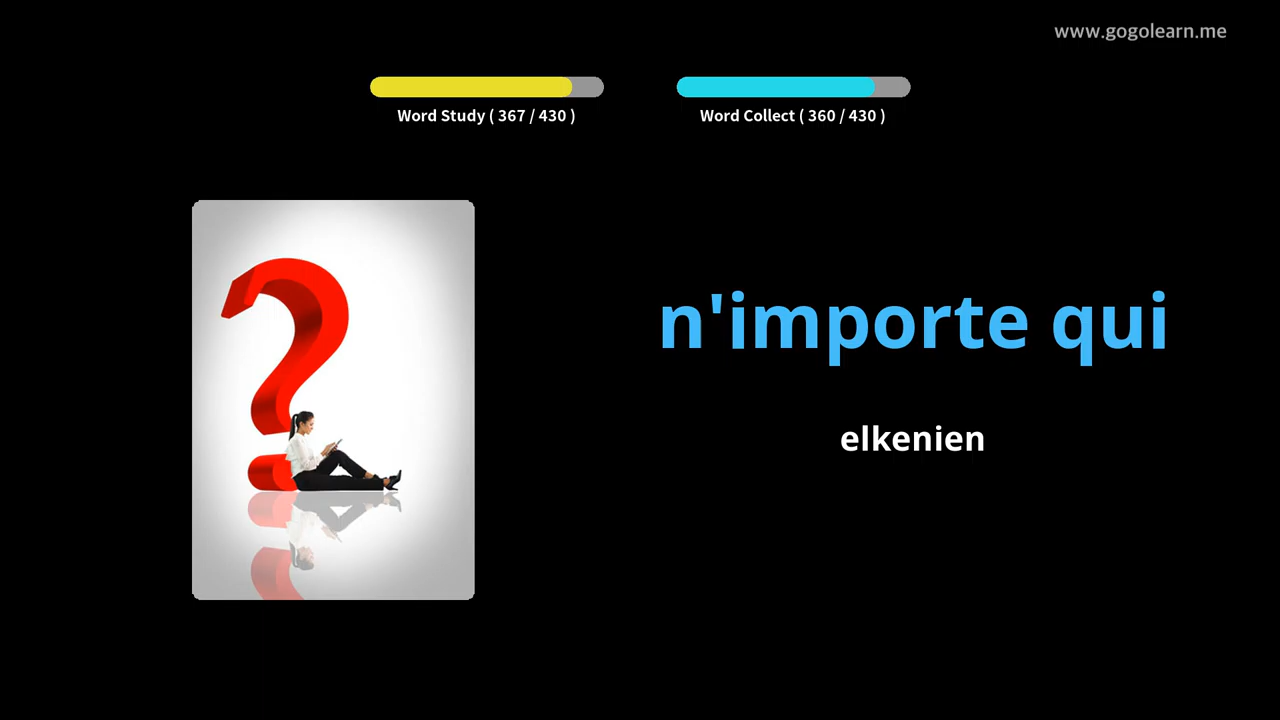 www.gogolearn.me
Word Study ( 367 / 430 )
Word Collect ( 360 / 430 )
n'importe qui
elkenien